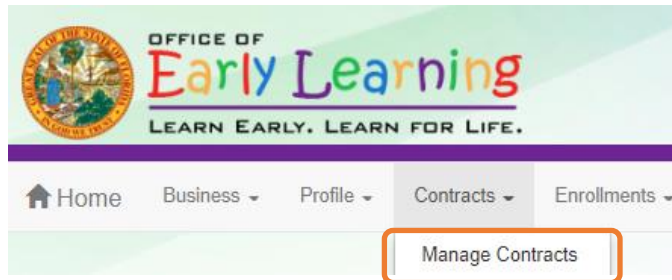 OFFICE OF
Early Learning
LEARN EARLY. LEARN FOR LIFE.
Home Business Profile Contracts Enrollments
Manage Contracts